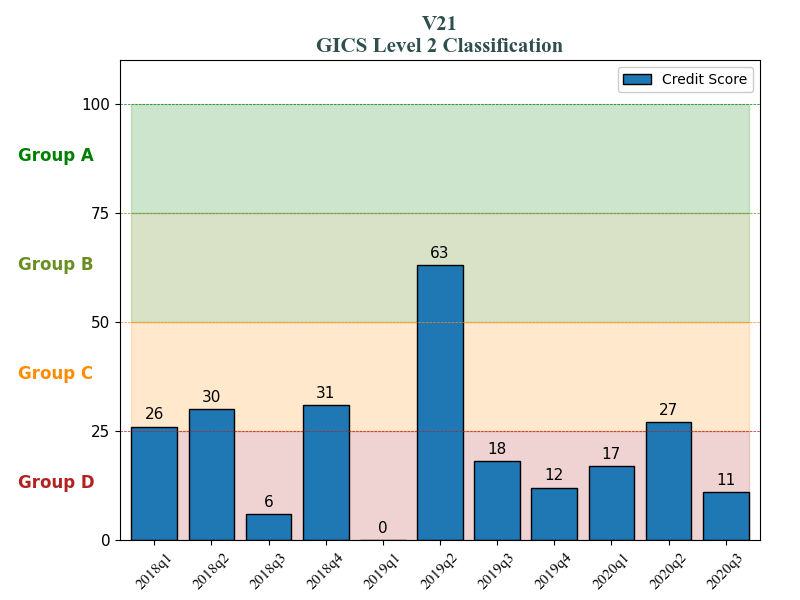 V21
GICS Level 2 Classification
Credit Score
100
Group A
75
Group B
63
50
Group C
26
30
31
27
25
6
0
18
12
17
11
Group D
0
2018q1
2018q2
2018q3
2018q4
2019q1
2019q2
2019q3
2019q4
2020q1
2020q2
2020q3